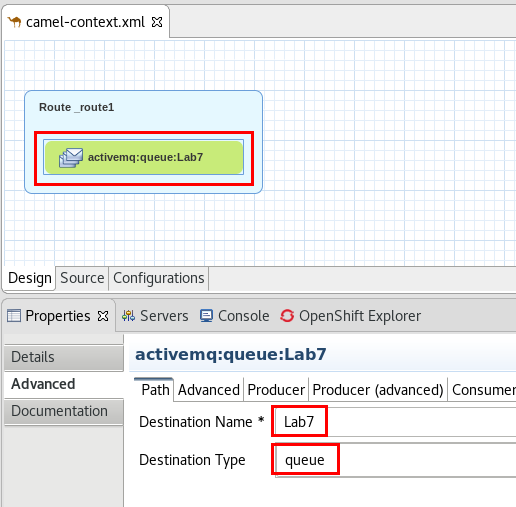 camel-context.xml
Route _route1
activemq:queue:Lab7
Design Source Configurations
Properties Servers Console OpenShift Explorer
Details
Advanced
Documentation
activemq:queue:Lab7
Path Advanced Producer Producer (advanced) Consumer
Destination Name * Lab7
Destination Type queue